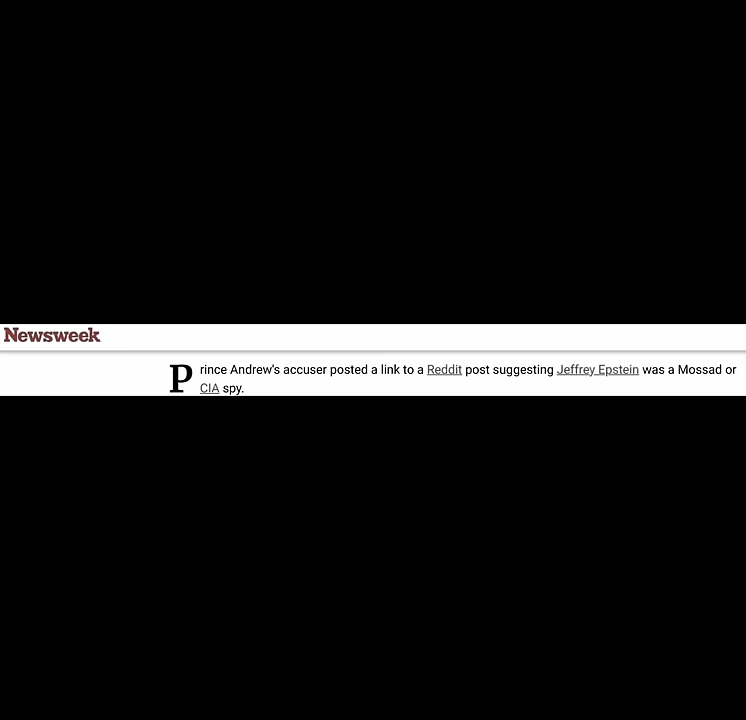 Newsweek
Prince Andrew's accuser posted a link to a Reddit post suggesting Jeffrey Epstein was a Mossad or
CIA spy.